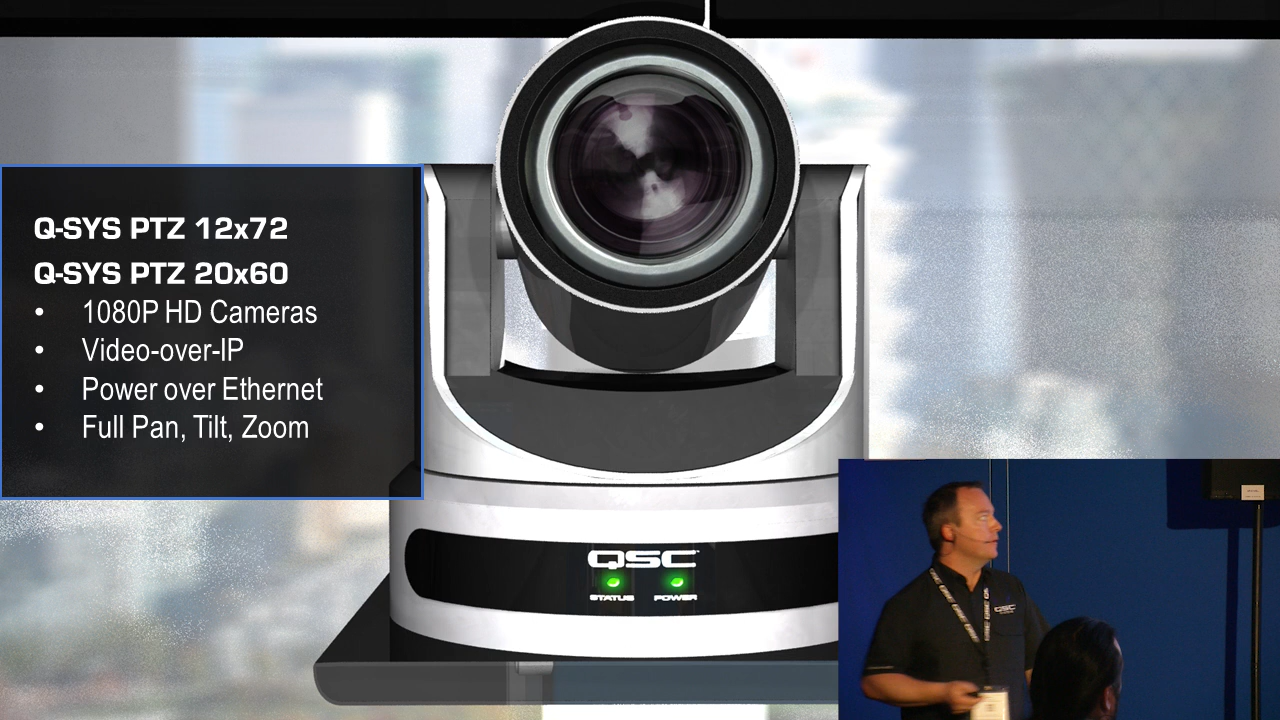 Q-SYS PTZ 12x72
Q-SYS PTZ 20x60
• 1080P HD Cameras
• Video-over-IP
• Power over Ethernet
• Full Pan, Tilt, Zoom
QSC™
STATUS POWER
QSC